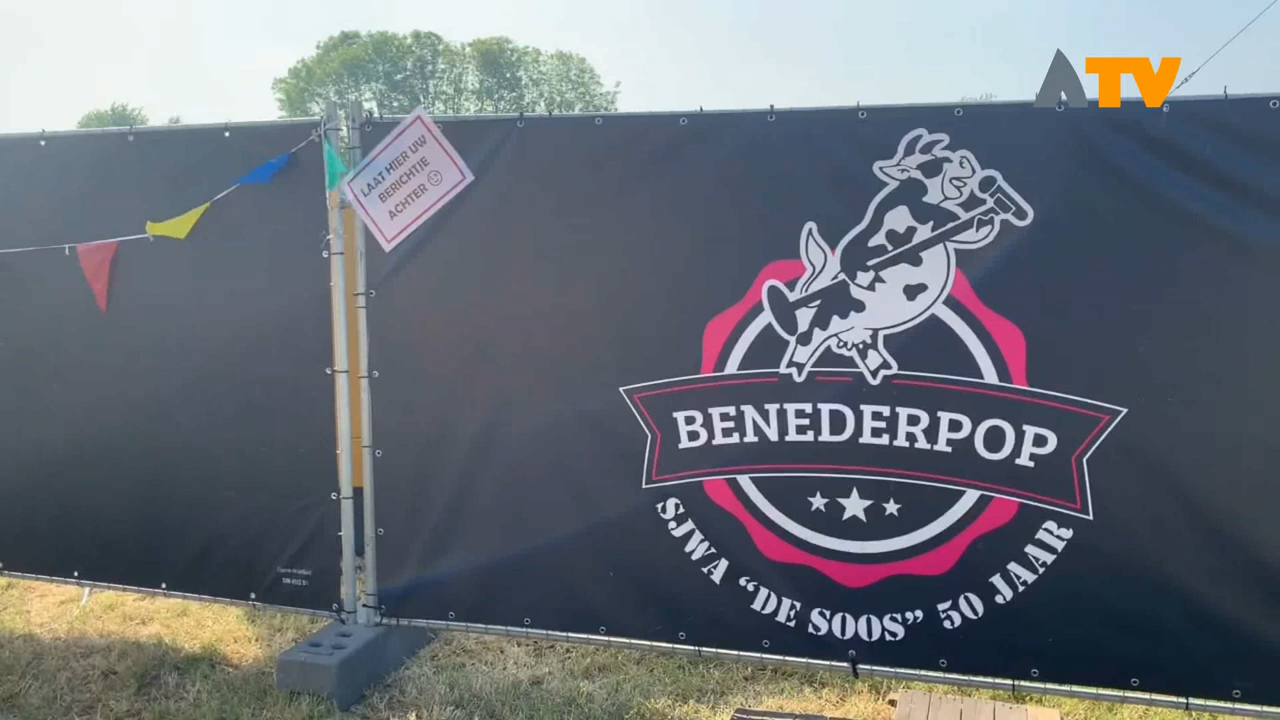 ATV
LAAT HIER UW
BERICHTJE
ACHTER
BENEDERPOP
SJWA “DE SOOS” 50 JAAR